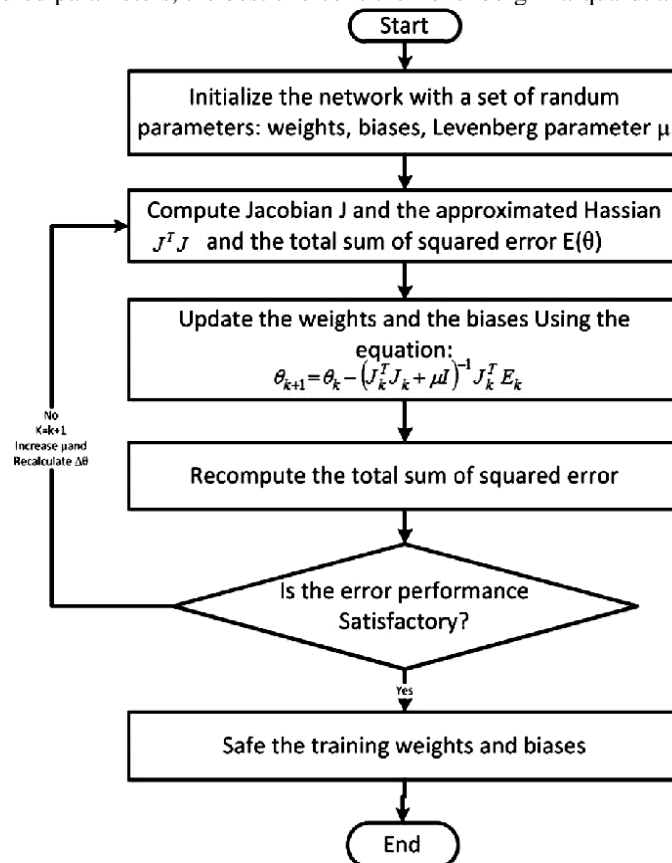 Start
Initialize the network with a set of randum
parameters: weights, biases, Levenberg parameter μ
Compute Jacobian J and the approximated Hassian
J^T J and the total sum of squared error E(θ)
Update the weights and the biases Using the
equation:
θ_{k+1} = θ_k − (J_k^T J_k + μI)^{-1} J_k^T E_k
No
K=k+1
Increase μand
Recalculate Δθ
Recompute the total sum of squared error
Is the error performance
Satisfactory?
Yes
Safe the training weights and biases
End